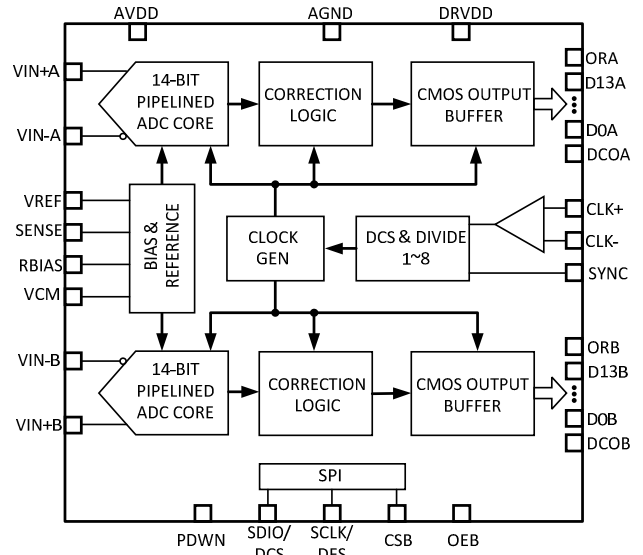 AVDD
AGND
DRVDD
VIN+A
VIN-A
VREF
SENSE
RBIAS
VCM
VIN-B
VIN+B
14-BIT
PIPELINED
ADC CORE
CORRECTION
LOGIC
CMOS OUTPUT
BUFFER
ORA
D13A
D0A
DCOA
BIAS &
REFERENCE
CLOCK
GEN
DCS & DIVIDE
1~8
CLK+
CLK-
SYNC
14-BIT
PIPELINED
ADC CORE
CORRECTION
LOGIC
CMOS OUTPUT
BUFFER
ORB
D13B
D0B
DCOB
SPI
PDWN
SDIO/
DCS
SCLK/
DFS
CSB
OEB